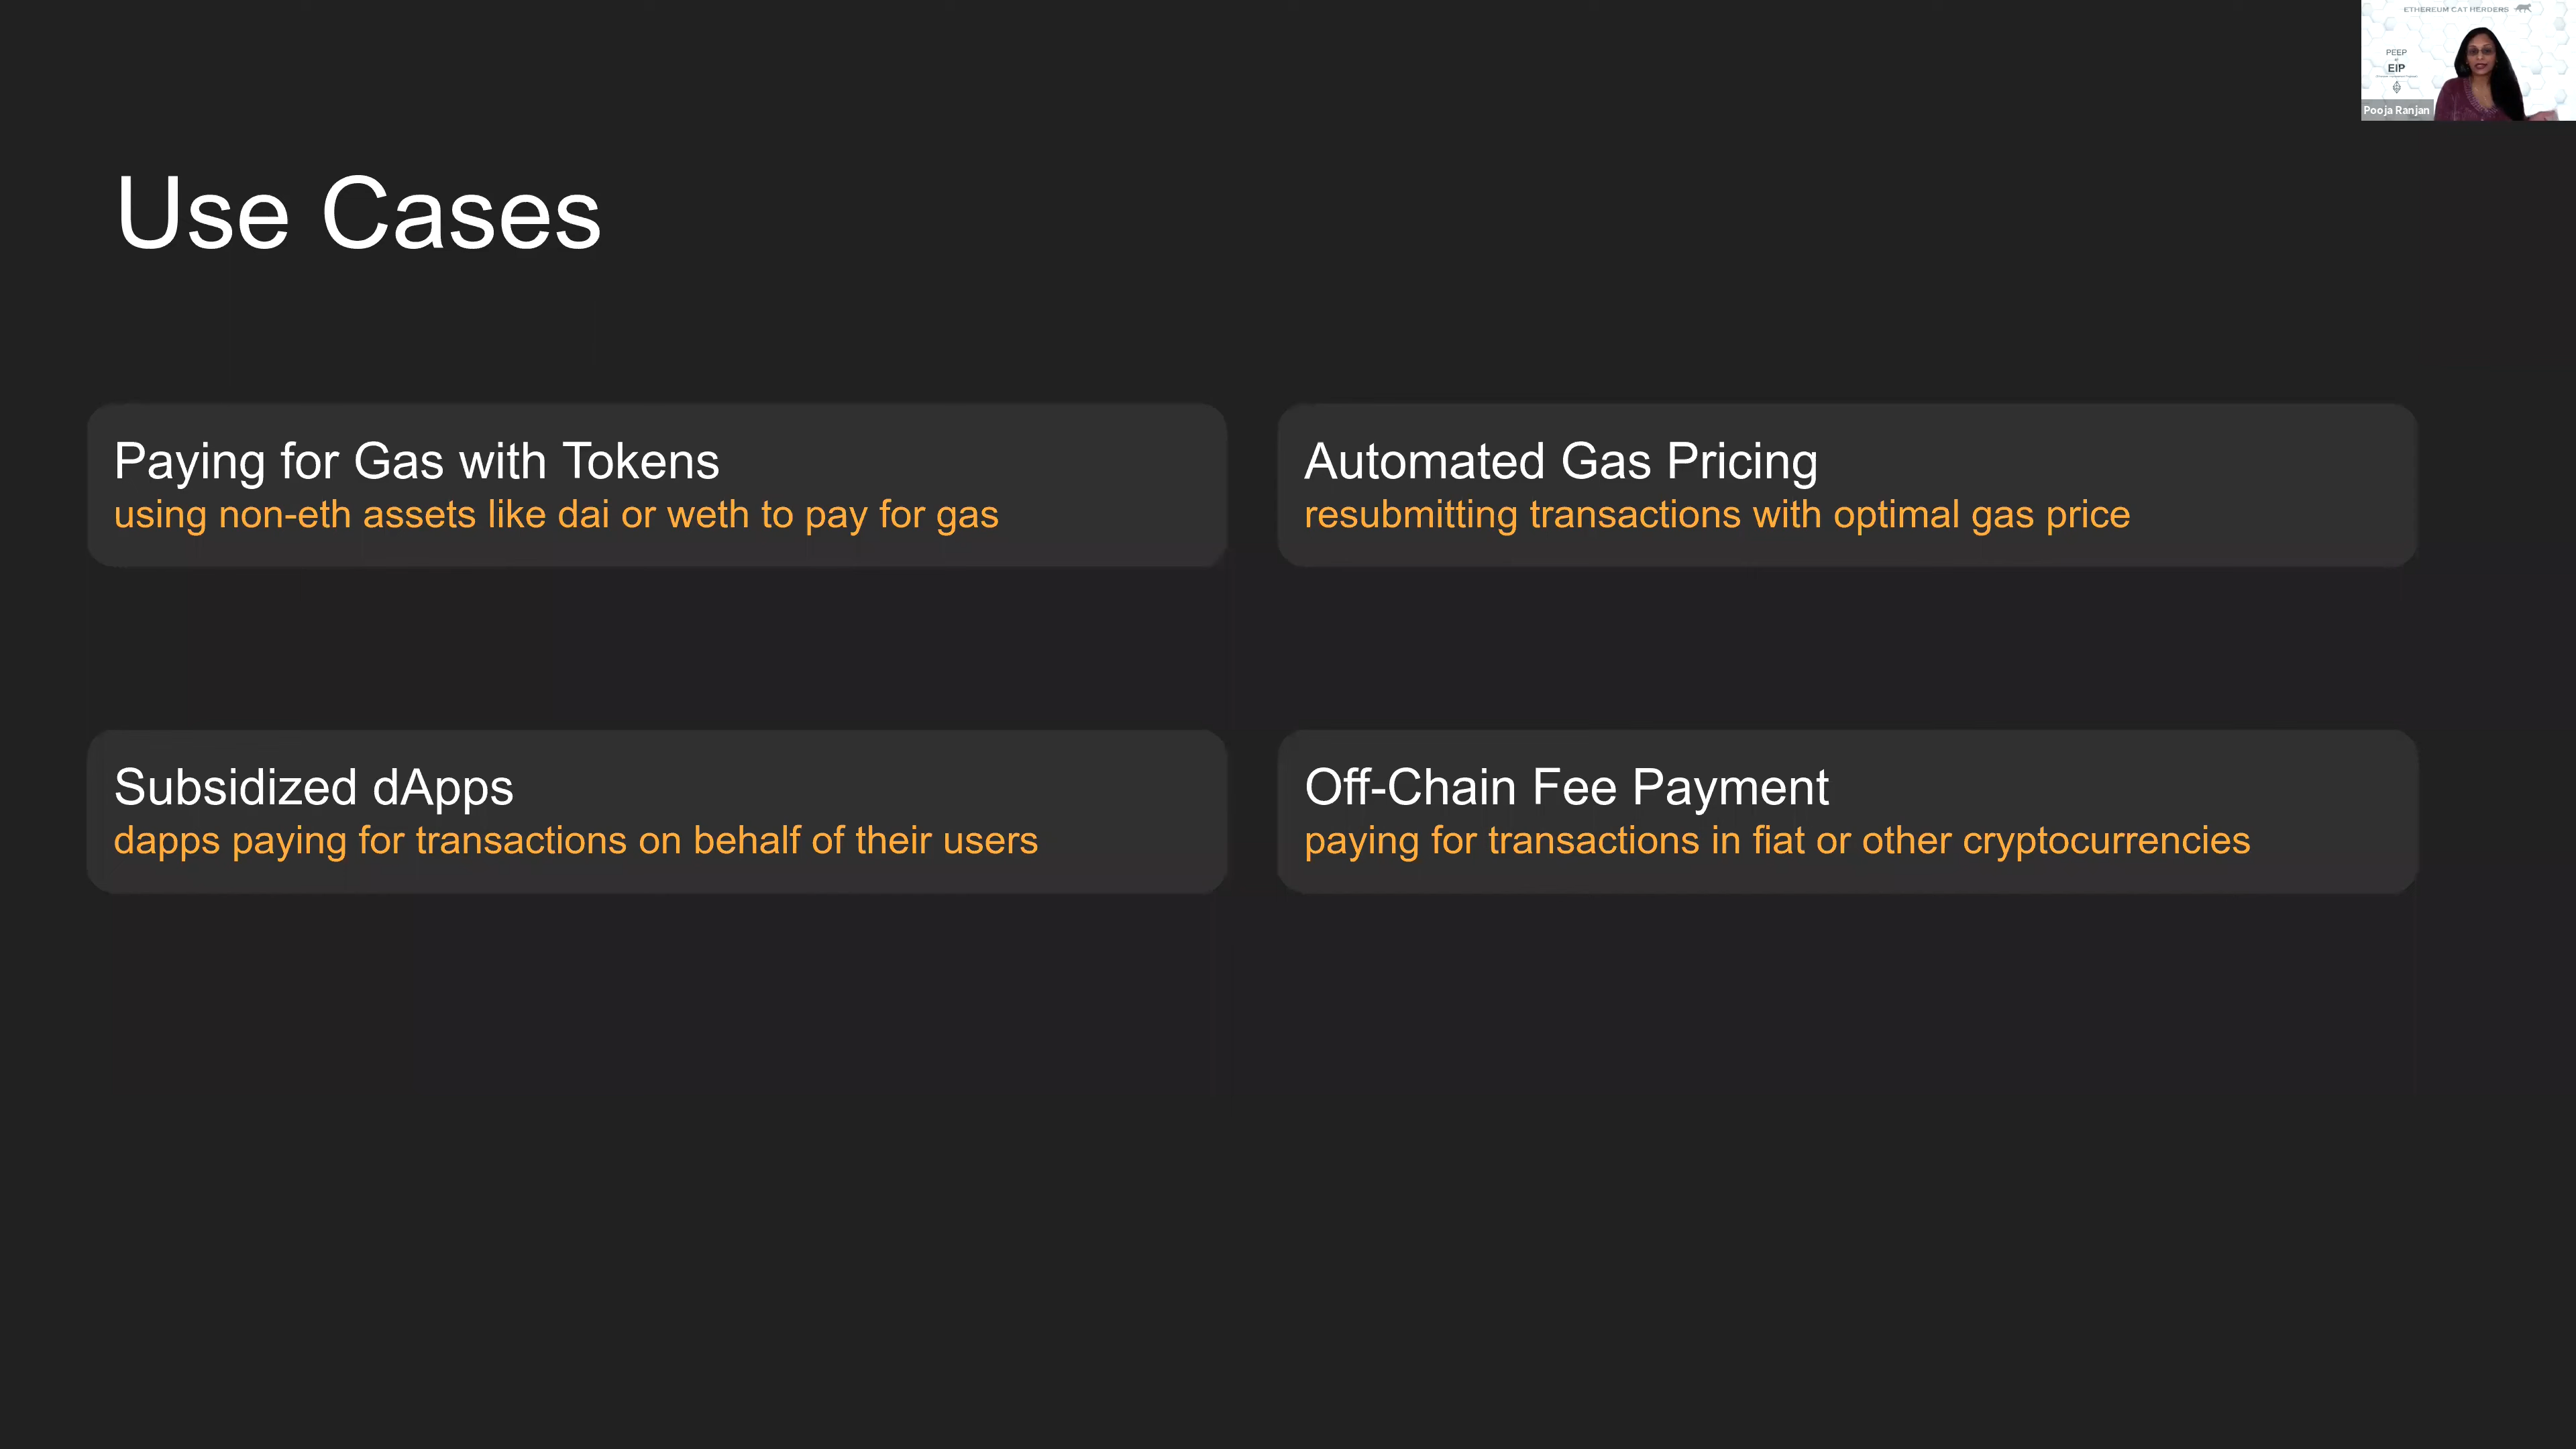 ETHEREUM CAT HERDERS
PEEP
EIP
Pooja Ranjan
Use Cases
Paying for Gas with Tokens
using non-eth assets like dai or weth to pay for gas
Automated Gas Pricing
resubmitting transactions with optimal gas price
Subsidized dApps
dapps paying for transactions on behalf of their users
Off-Chain Fee Payment
paying for transactions in fiat or other cryptocurrencies